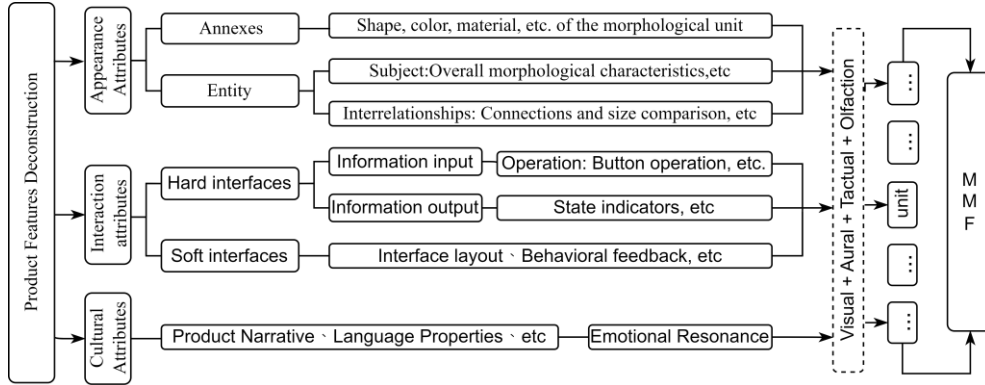 Product Features Deconstruction
Appearance
Attributes
Annexes
Shape, color, material, etc. of the morphological unit
Entity
Subject:Overall morphological characteristics,etc
Interrelationships: Connections and size comparison, etc
Interaction
attributes
Hard interfaces
Information input
Operation: Button operation, etc.
Information output
State indicators, etc
Soft interfaces
Interface layout、Behavioral feedback, etc
Cultural
Attributes
Product Narrative、Language Properties、etc
Emotional Resonance
Visual + Aural + Tactual + Olfaction
...
...
unit
...
...
M
M
F